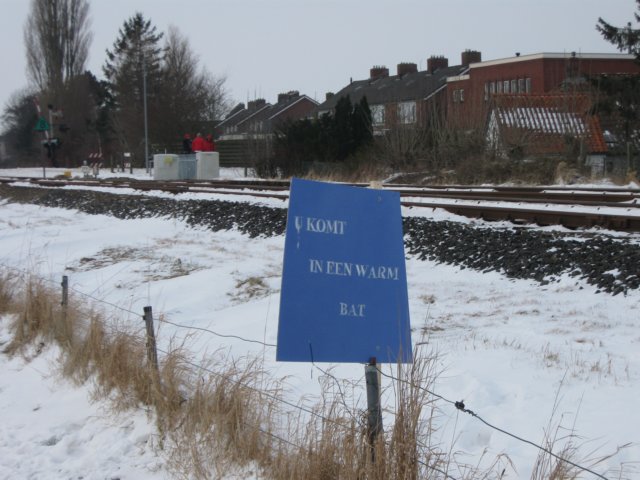 U KOMT
IN EEN WARM
BAT